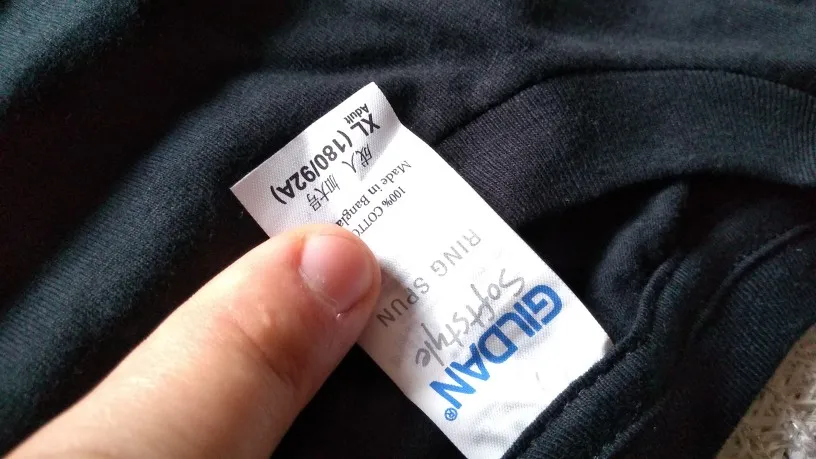 GILDAN®
Softstyle
RING SPUN
100% COTTO
Made in Bangla
成人 加大号
XL (180/92A)
Adult